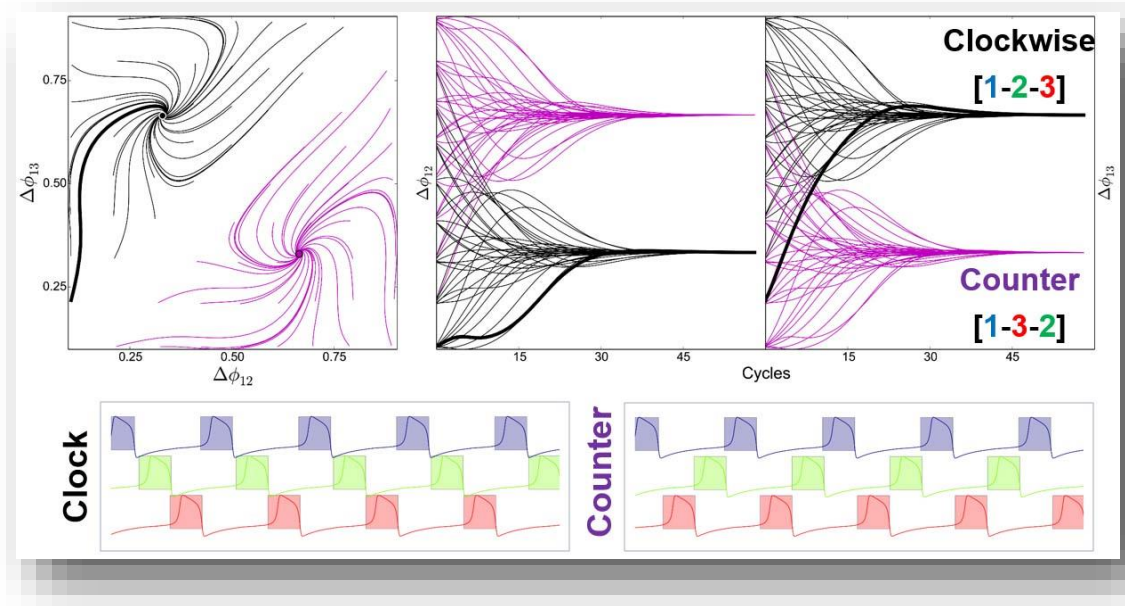 0.75
0.50
0.25
Δϕ₁₃
0.25
0.50
0.75
Δϕ₁₂
Δϕ₁₂
15
30
45
Cycles
15
30
45
Δϕ₁₃
Clockwise
[1-2-3]
Counter
[1-3-2]
Clock
Counter